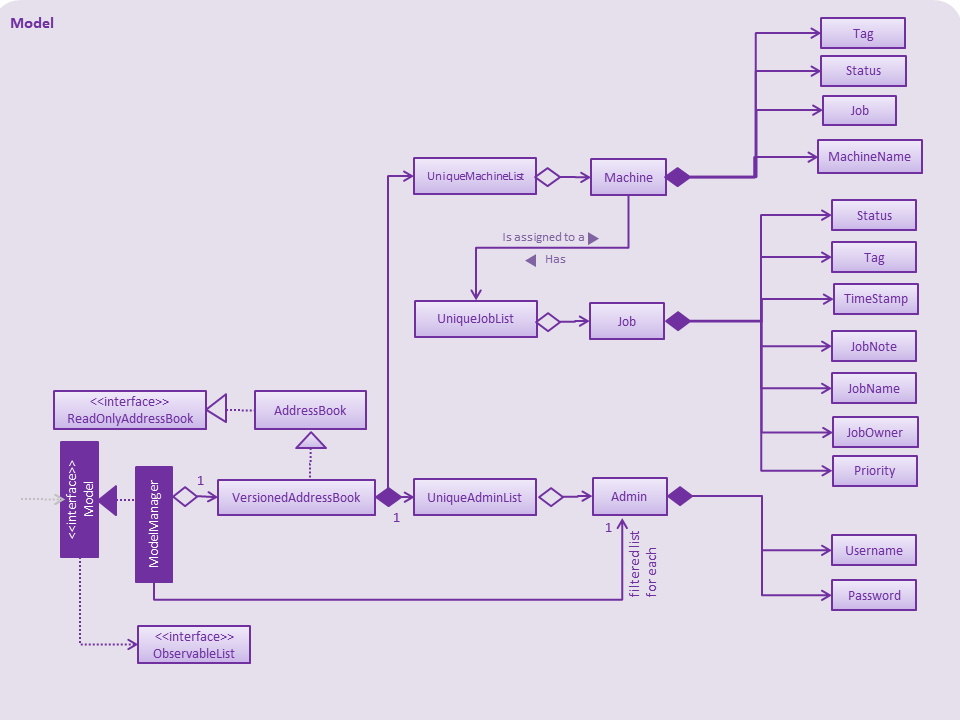 Model
Tag
Status
Job
MachineName
UniqueMachineList
Machine
Is assigned to a
Has
Status
Tag
TimeStamp
JobNote
JobName
JobOwner
Priority
UniqueJobList
Job
<<interface>>
ReadOnlyAddressBook
AddressBook
<<interface>>
Model
ModelManager
1
VersionedAddressBook
1
UniqueAdminList
Admin
1
filtered list
for each
Username
Password
<<interface>>
ObservableList